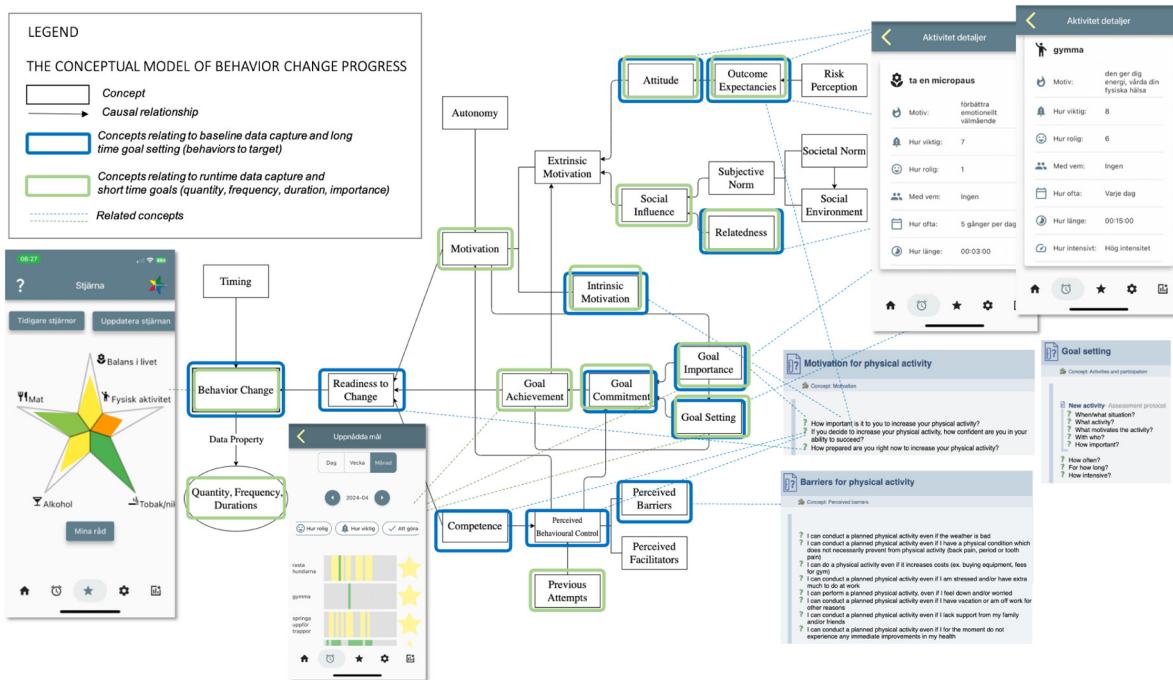 LEGEND
THE CONCEPTUAL MODEL OF BEHAVIOR CHANGE PROGRESS
Concept
Causal relationship
Concepts relating to baseline data capture and long
time goal setting (behaviors to target)
Concepts relating to runtime data capture and
short time goals (quantity, frequency, duration, importance)
Related concepts
Autonomy
Attitude
Outcome
Expectancies
Risk
Perception
Extrinsic
Motivation
Subjective
Norm
Societal Norm
Social
Influence
Social
Environment
Relatedness
Motivation
Intrinsic
Motivation
Timing
Behavior Change
Readiness to
Change
Goal
Achievement
Goal
Commitment
Goal
Importance
Goal Setting
Data Property
Quantity, Frequency,
Durations
Competence
Perceived
Behavioural Control
Perceived
Barriers
Perceived
Facilitators
Previous
Attempts
08:27
?
Stjärna
Tidigare stjärnor
Uppdatera stjärnan
Balans i livet
Mat
Fysisk aktivitet
Alkohol
Tobak/nik
Mina råd
Uppnådda mål
Dag
Vecka
Månad
2024-04
Hur rolig
Hur viktig
Att göra
rasta
hundarna
gymma
springa
uppför
trappor
Aktivitet detaljer
ta en micropaus
Motiv:
förbättra
emotionellt
välmående
Hur viktig:
7
Hur rolig:
1
Med vem:
Ingen
Hur ofta:
5 gånger per dag
Hur länge:
00:03:00
Aktivitet detaljer
gymma
Motiv:
den ger dig
energi, vårda din
fysiska hälsa
Hur viktig:
8
Hur rolig:
6
Med vem:
Ingen
Hur ofta:
Varje dag
Hur länge:
00:15:00
Hur intensivt:
Hög intensitet
Motivation for physical activity
Concept: Motivation
? How important is it to you to increase your physical activity?
? If you decide to increase your physical activity, how confident are you in your
ability to succeed?
? How prepared are you right now to increase your physical activity?
Goal setting
Concept: Activities and participation
New activity- Assessment protocol
? When/what situation?
? What activity?
? What motivates the activity?
? With who?
? How important?
? How often?
? For how long?
? How intensive?
Barriers for physical activity
Concept: Perceived barriers
? I can conduct a planned physical activity even if the weather is bad
? I can conduct a planned physical activity even if I have a physical condition which
does not necessarily prevent from physical activity (back pain, period or tooth
pain)
? I can do a physical activity even if it increases costs (ex. buying equipment, fees
for gym)
? I can conduct a planned physical activity even if I am stressed and/or have extra
much to do at work
? I can perform a planned physical activity, even if I feel down and/or worried
? I can conduct a planned physical activity even if I have vacation or am off work for
other reasons
? I can conduct a planned physical activity even if I lack support from my family
and/or friends
? I can conduct a planned physical activity even if I for the moment do not
experience any immediate improvements in my health